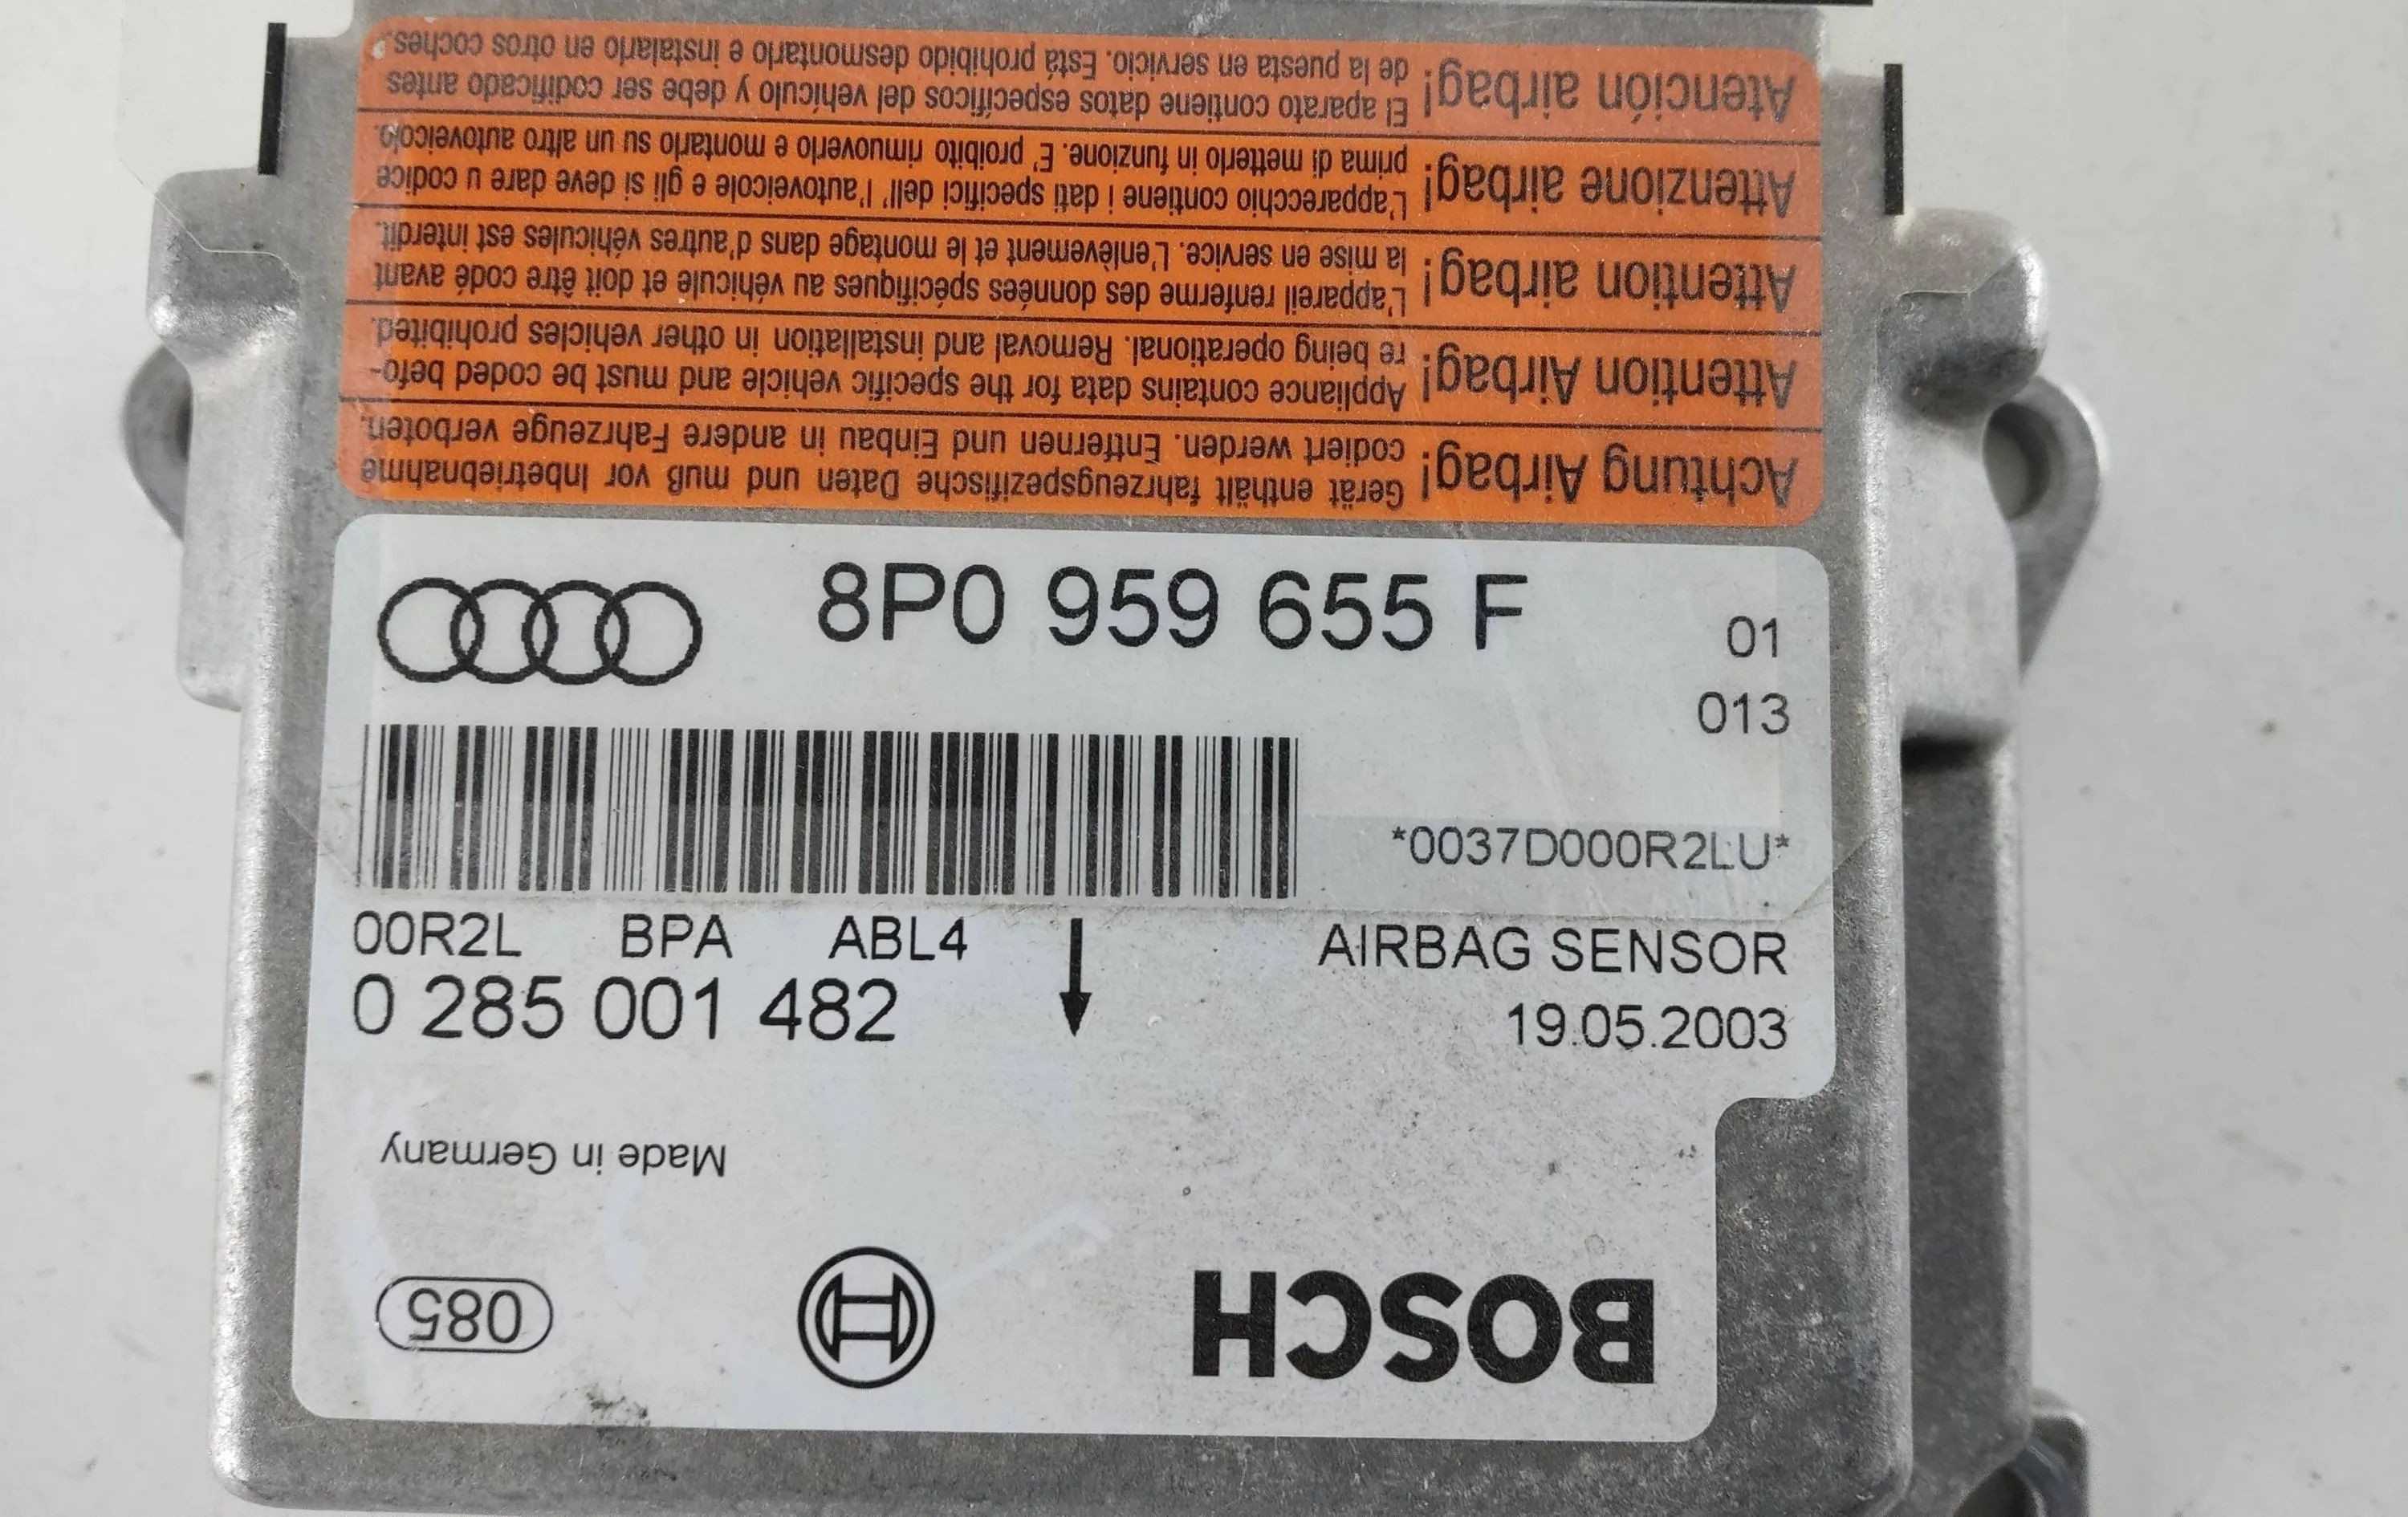 Achtung Airbag!
Gerät enthält fahrzeugspezifische Daten und muß vor Inbetriebnahme
codiert werden. Entfernen und Einbau in andere Fahrzeuge verboten.
Attention Airbag!
Appliance contains data for the specific vehicle and must be coded befo-
re being operational. Removal and installation in other vehicles prohibited.
Attention airbag!
L'appareil renferme des données spécifiques au véhicule et doit être codé avant
la mise en service. L'enlèvement et le montage dans d'autres véhicules est interdit.
Attenzione airbag!
L'apparecchio contiene i dati specifici dell' l'autoveicole e gli si deve dare u codice
prima di metterlo in funzione. E' proibito rimuoverlo e montarlo su un altro autoveicolo.
Atención airbag!
El aparato contiene datos específicos del vehículo y debe ser codificado antes
de la puesta en servicio. Está prohibido desmontarlo e instalarlo en otros coches.
8P0 959 655 F
01
013
*0037D000R2LU*
00R2L BPA ABL4
AIRBAG SENSOR
0 285 001 482
19.05.2003
Made in Germany
085
BOSCH